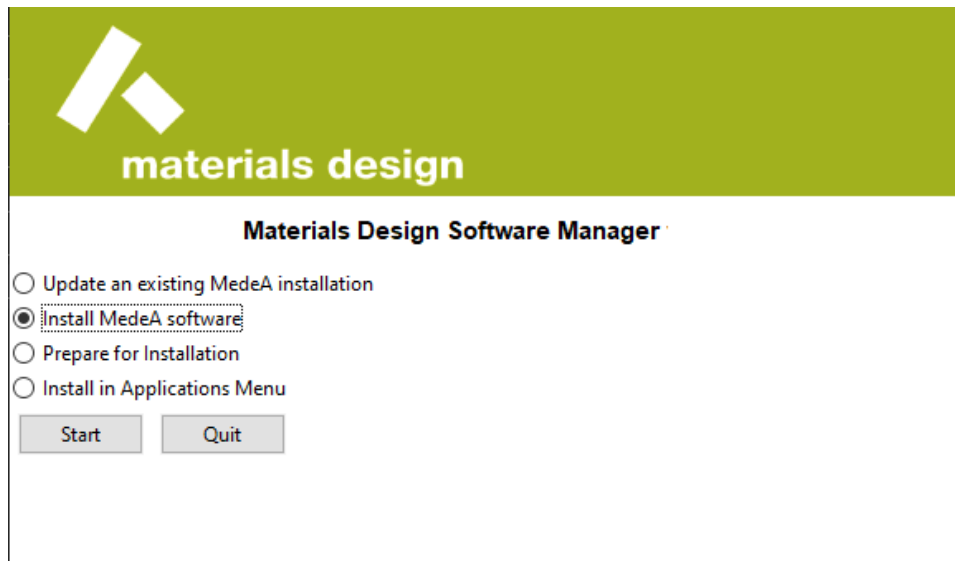 materials design
Materials Design Software Manager
Update an existing MedeA installation
Install MedeA software
Prepare for Installation
Install in Applications Menu
Start Quit